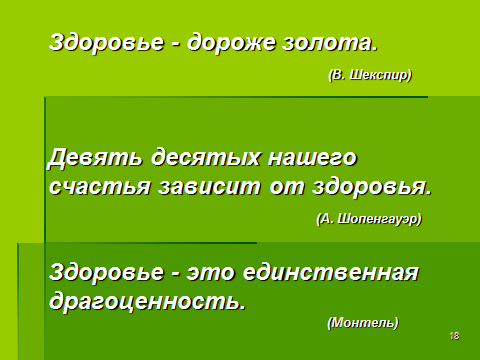 Здоровье - дороже золота.
(В. Шекспир)
Девять десятых нашего
счастья зависит от здоровья.
(А. Шопенгауэр)
Здоровье - это единственная
драгоценность.
(Монтель)
18